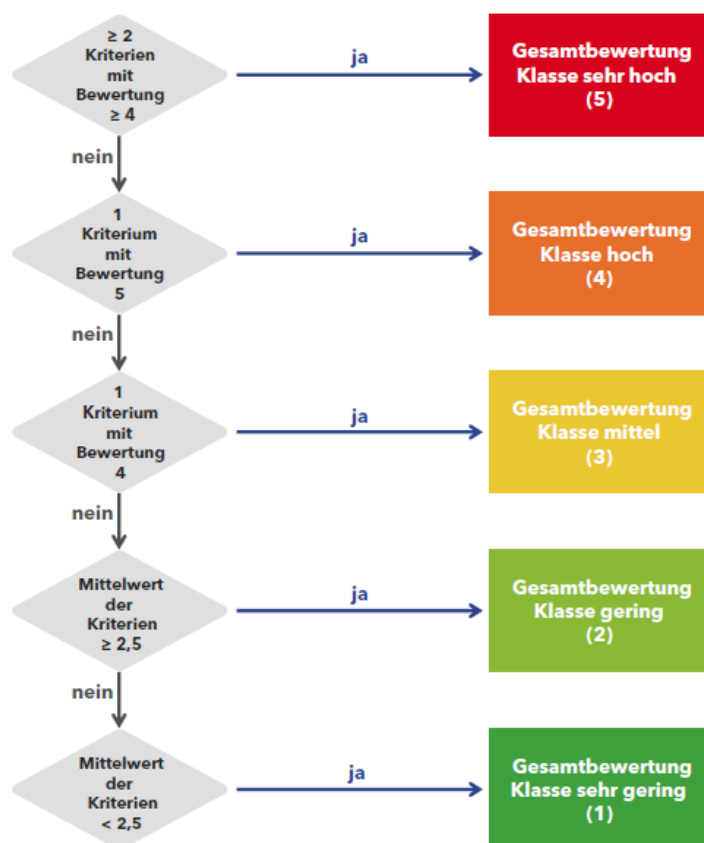 ≥ 2
Kriterien
mit
Bewertung
≥ 4
ja
Gesamtbewertung
Klasse sehr hoch
(5)
nein
1
Kriterium
mit
Bewertung
5
ja
Gesamtbewertung
Klasse hoch
(4)
nein
1
Kriterium
mit
Bewertung
4
ja
Gesamtbewertung
Klasse mittel
(3)
nein
Mittelwert
der
Kriterien
≥ 2,5
ja
Gesamtbewertung
Klasse gering
(2)
nein
Mittelwert
der
Kriterien
< 2,5
ja
Gesamtbewertung
Klasse sehr gering
(1)